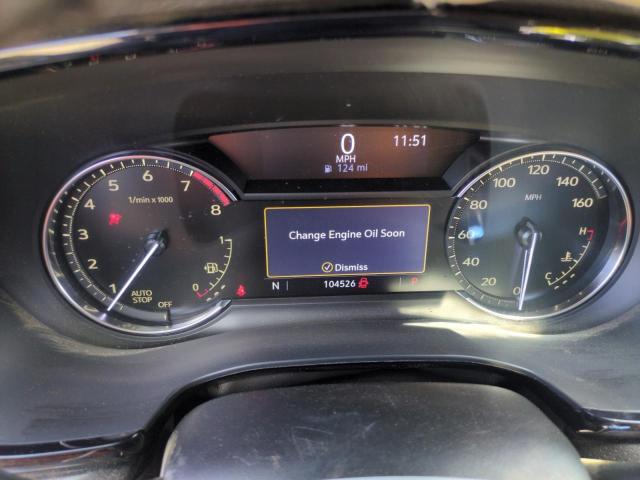 0
MPH
124 mi
11:51
1 2 3 4 5 6 7 8
1/min x 1000
AUTO STOP
OFF
1
0
Change Engine Oil Soon
Dismiss
N
104526
P
0 20 40 60 80 100 120 140 160
MPH
H
C